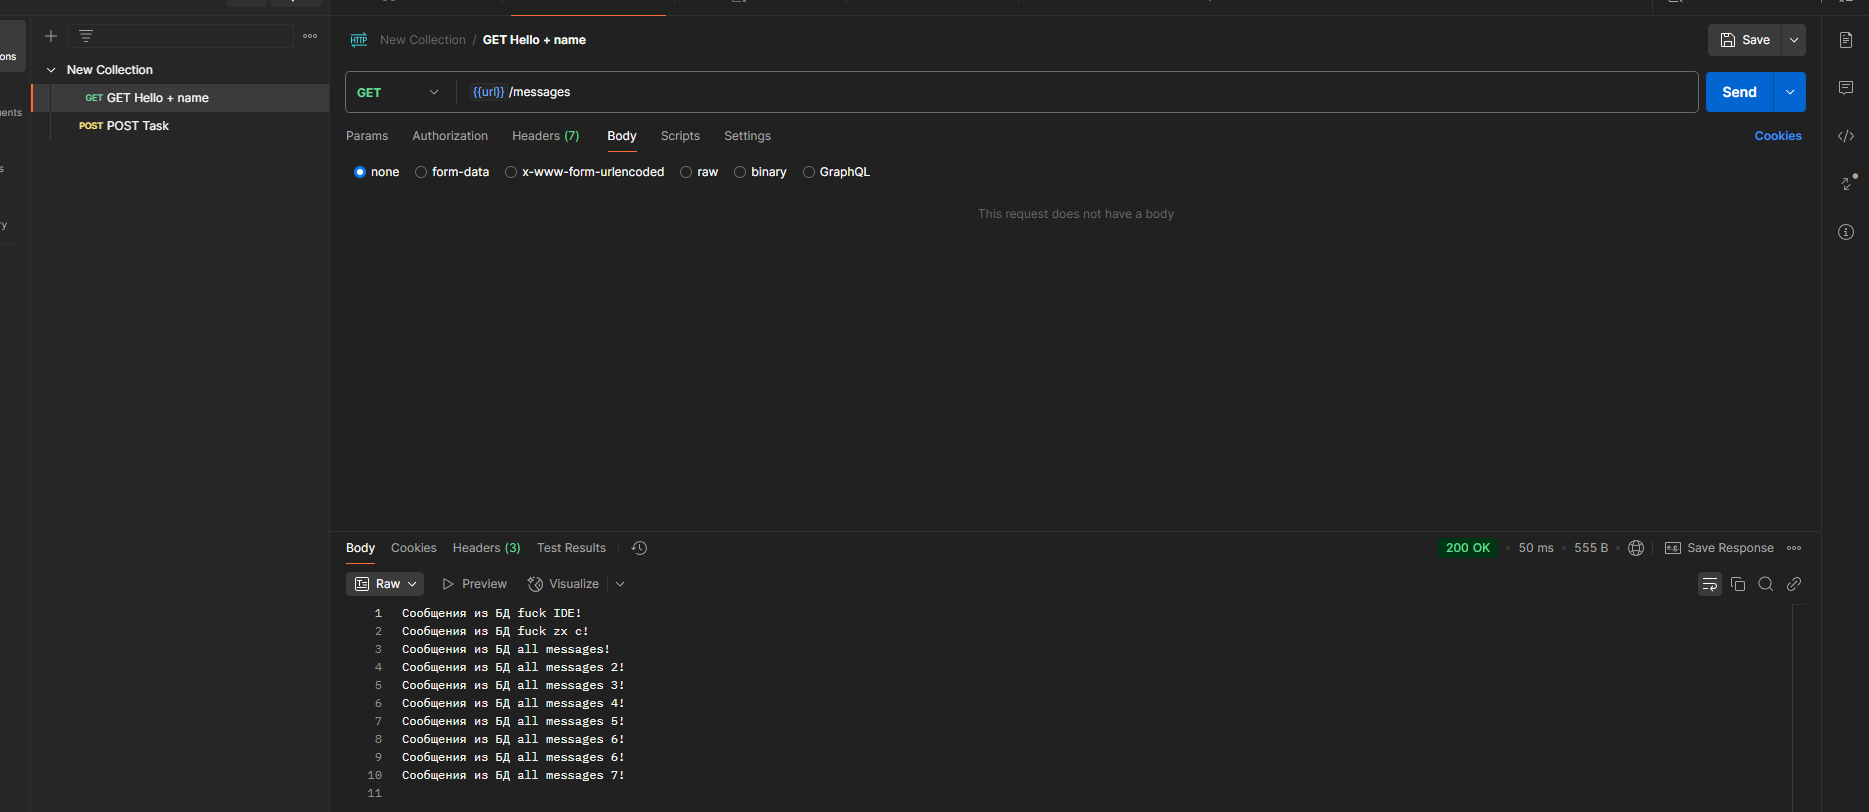 New Collection / GET Hello + name
Save
ons
New Collection
GET GET Hello + name
POST POST Task
ents
s
ry
GET {{url}} /messages
Send
Params Authorization Headers (7) Body Scripts Settings
Cookies
none form-data x-www-form-urlencoded raw binary GraphQL
This request does not have a body
Body Cookies Headers (3) Test Results
200 OK • 50 ms • 555 B • Save Response
Raw Preview Visualize
1 Сообщения из БД fuck IDE!
2 Сообщения из БД fuck zx c!
3 Сообщения из БД all messages!
4 Сообщения из БД all messages 2!
5 Сообщения из БД all messages 3!
6 Сообщения из БД all messages 4!
7 Сообщения из БД all messages 5!
8 Сообщения из БД all messages 6!
9 Сообщения из БД all messages 6!
10 Сообщения из БД all messages 7!
11